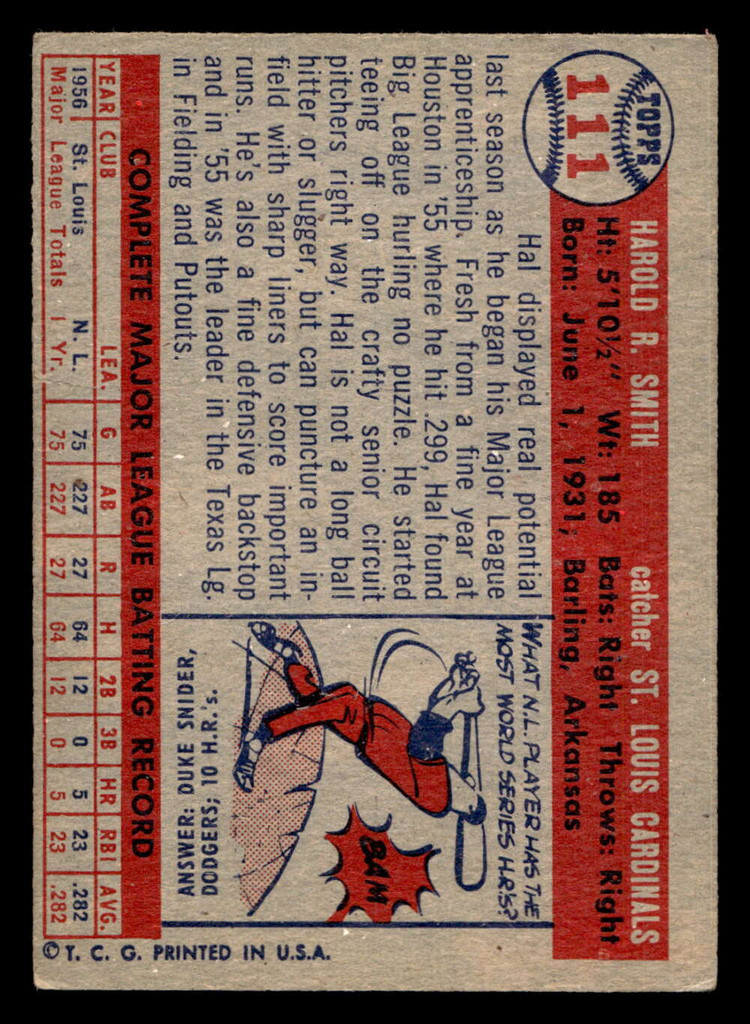 TOPPS
111
HAROLD R. SMITH catcher ST. LOUIS CARDINALS
Ht: 5'10½" Wt: 185 Bats: Right Throws: Right
Born: June 1, 1931, Barling, Arkansas
Hal displayed real potential
last season as he began his Major League
apprenticeship. Fresh from a fine year at
Houston in '55 where he hit .299, Hal found
Big League hurling no puzzle. He started
teeing off on the crafty senior circuit
pitchers right way. Hal is not a long ball
hitter or slugger, but can puncture an in-
field with sharp liners to score important
runs. He's also a fine defensive backstop
and in '55 was the leader in the Texas Lg.
in Fielding and Putouts.
WHAT N.L. PLAYER HAS THE
MOST WORLD SERIES H.R.'S?
BAM
ANSWER: DUKE SNIDER,
DODGERS; 10 H.R.'s.
COMPLETE MAJOR LEAGUE BATTING RECORD
YEAR CLUB LEA. G AB R H 2B 3B HR RBI AVG.
1956 St. Louis N. L. 75 227 27 64 12 0 5 23 .282
Major League Totals 1 Yr. 75 227 27 64 12 0 5 23 .282
© T. C. G. PRINTED IN U.S.A.